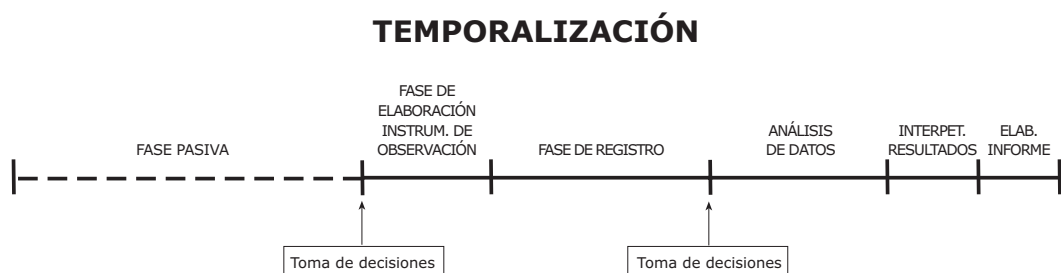 TEMPORALIZACIÓN
FASE PASIVA
FASE DE
ELABORACIÓN
INSTRUM. DE
OBSERVACIÓN
FASE DE REGISTRO
ANÁLISIS
DE DATOS
INTERPET.
RESULTADOS
ELAB.
INFORME
Toma de decisiones
Toma de decisiones